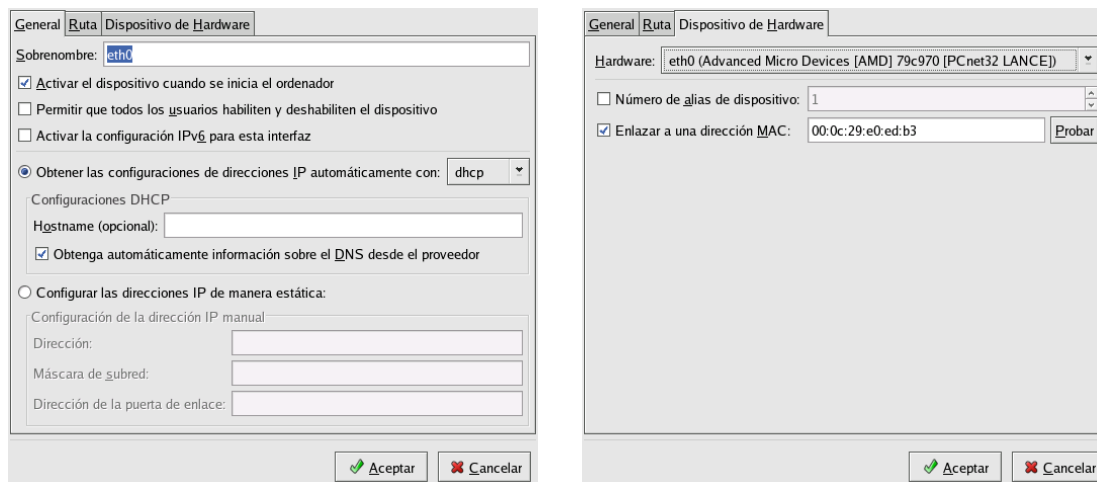 General Ruta Dispositivo de Hardware
Sobrenombre: eth0
Activar el dispositivo cuando se inicia el ordenador
Permitir que todos los usuarios habiliten y deshabiliten el dispositivo
Activar la configuración IPv6 para esta interfaz
Obtener las configuraciones de direcciones IP automáticamente con: dhcp
Configuraciones DHCP
Hostname (opcional):
Obtenga automáticamente información sobre el DNS desde el proveedor
Configurar las direcciones IP de manera estática:
Configuración de la dirección IP manual
Dirección:
Máscara de subred:
Dirección de la puerta de enlace:
Aceptar Cancelar
General Ruta Dispositivo de Hardware
Hardware: eth0 (Advanced Micro Devices [AMD] 79c970 [PCnet32 LANCE])
Número de alias de dispositivo: 1
Enlazar a una dirección MAC: 00:0c:29:e0:ed:b3 Probar
Aceptar Cancelar